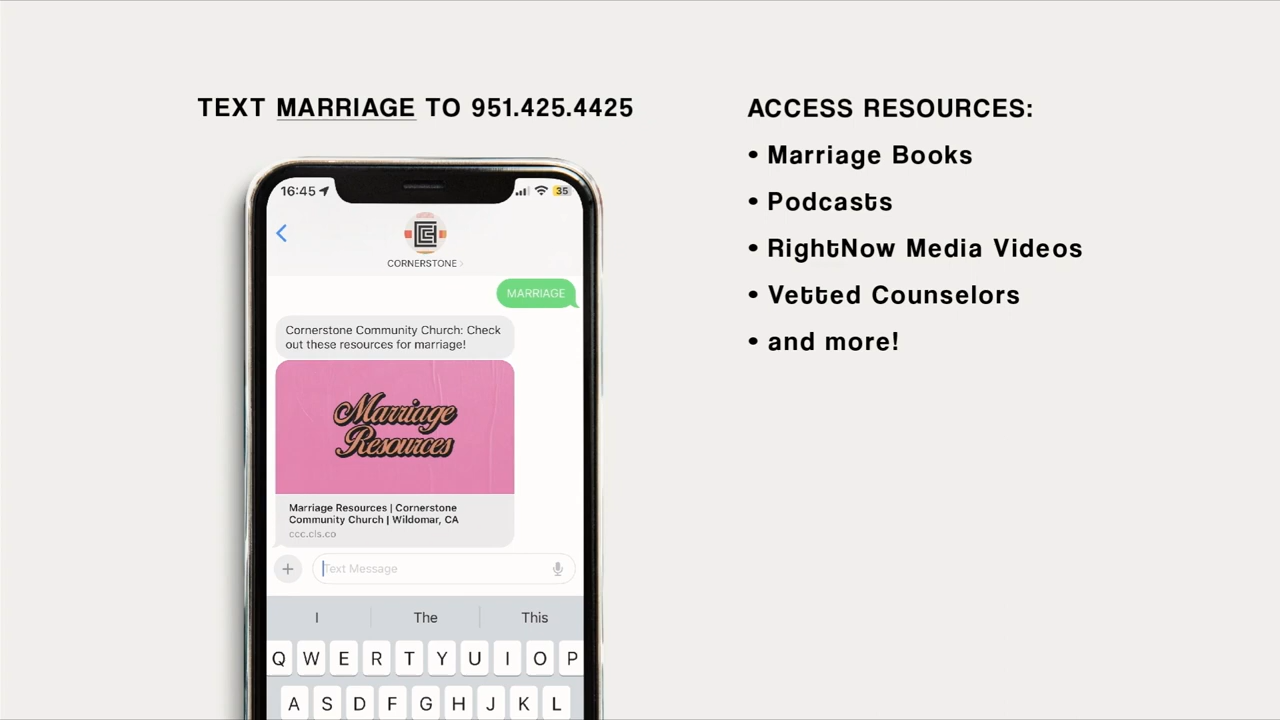 TEXT MARRIAGE TO 951.425.4425
16:45
35
CORNERSTONE
MARRIAGE
Cornerstone Community Church: Check
out these resources for marriage!
Marriage
Resources
Marriage Resources | Cornerstone
Community Church | Wildomar, CA
ccc.cls.co
Text Message
I The This
Q W E R T Y U I O P
A S D F G H J K L
ACCESS RESOURCES:
• Marriage Books
• Podcasts
• RightNow Media Videos
• Vetted Counselors
• and more!